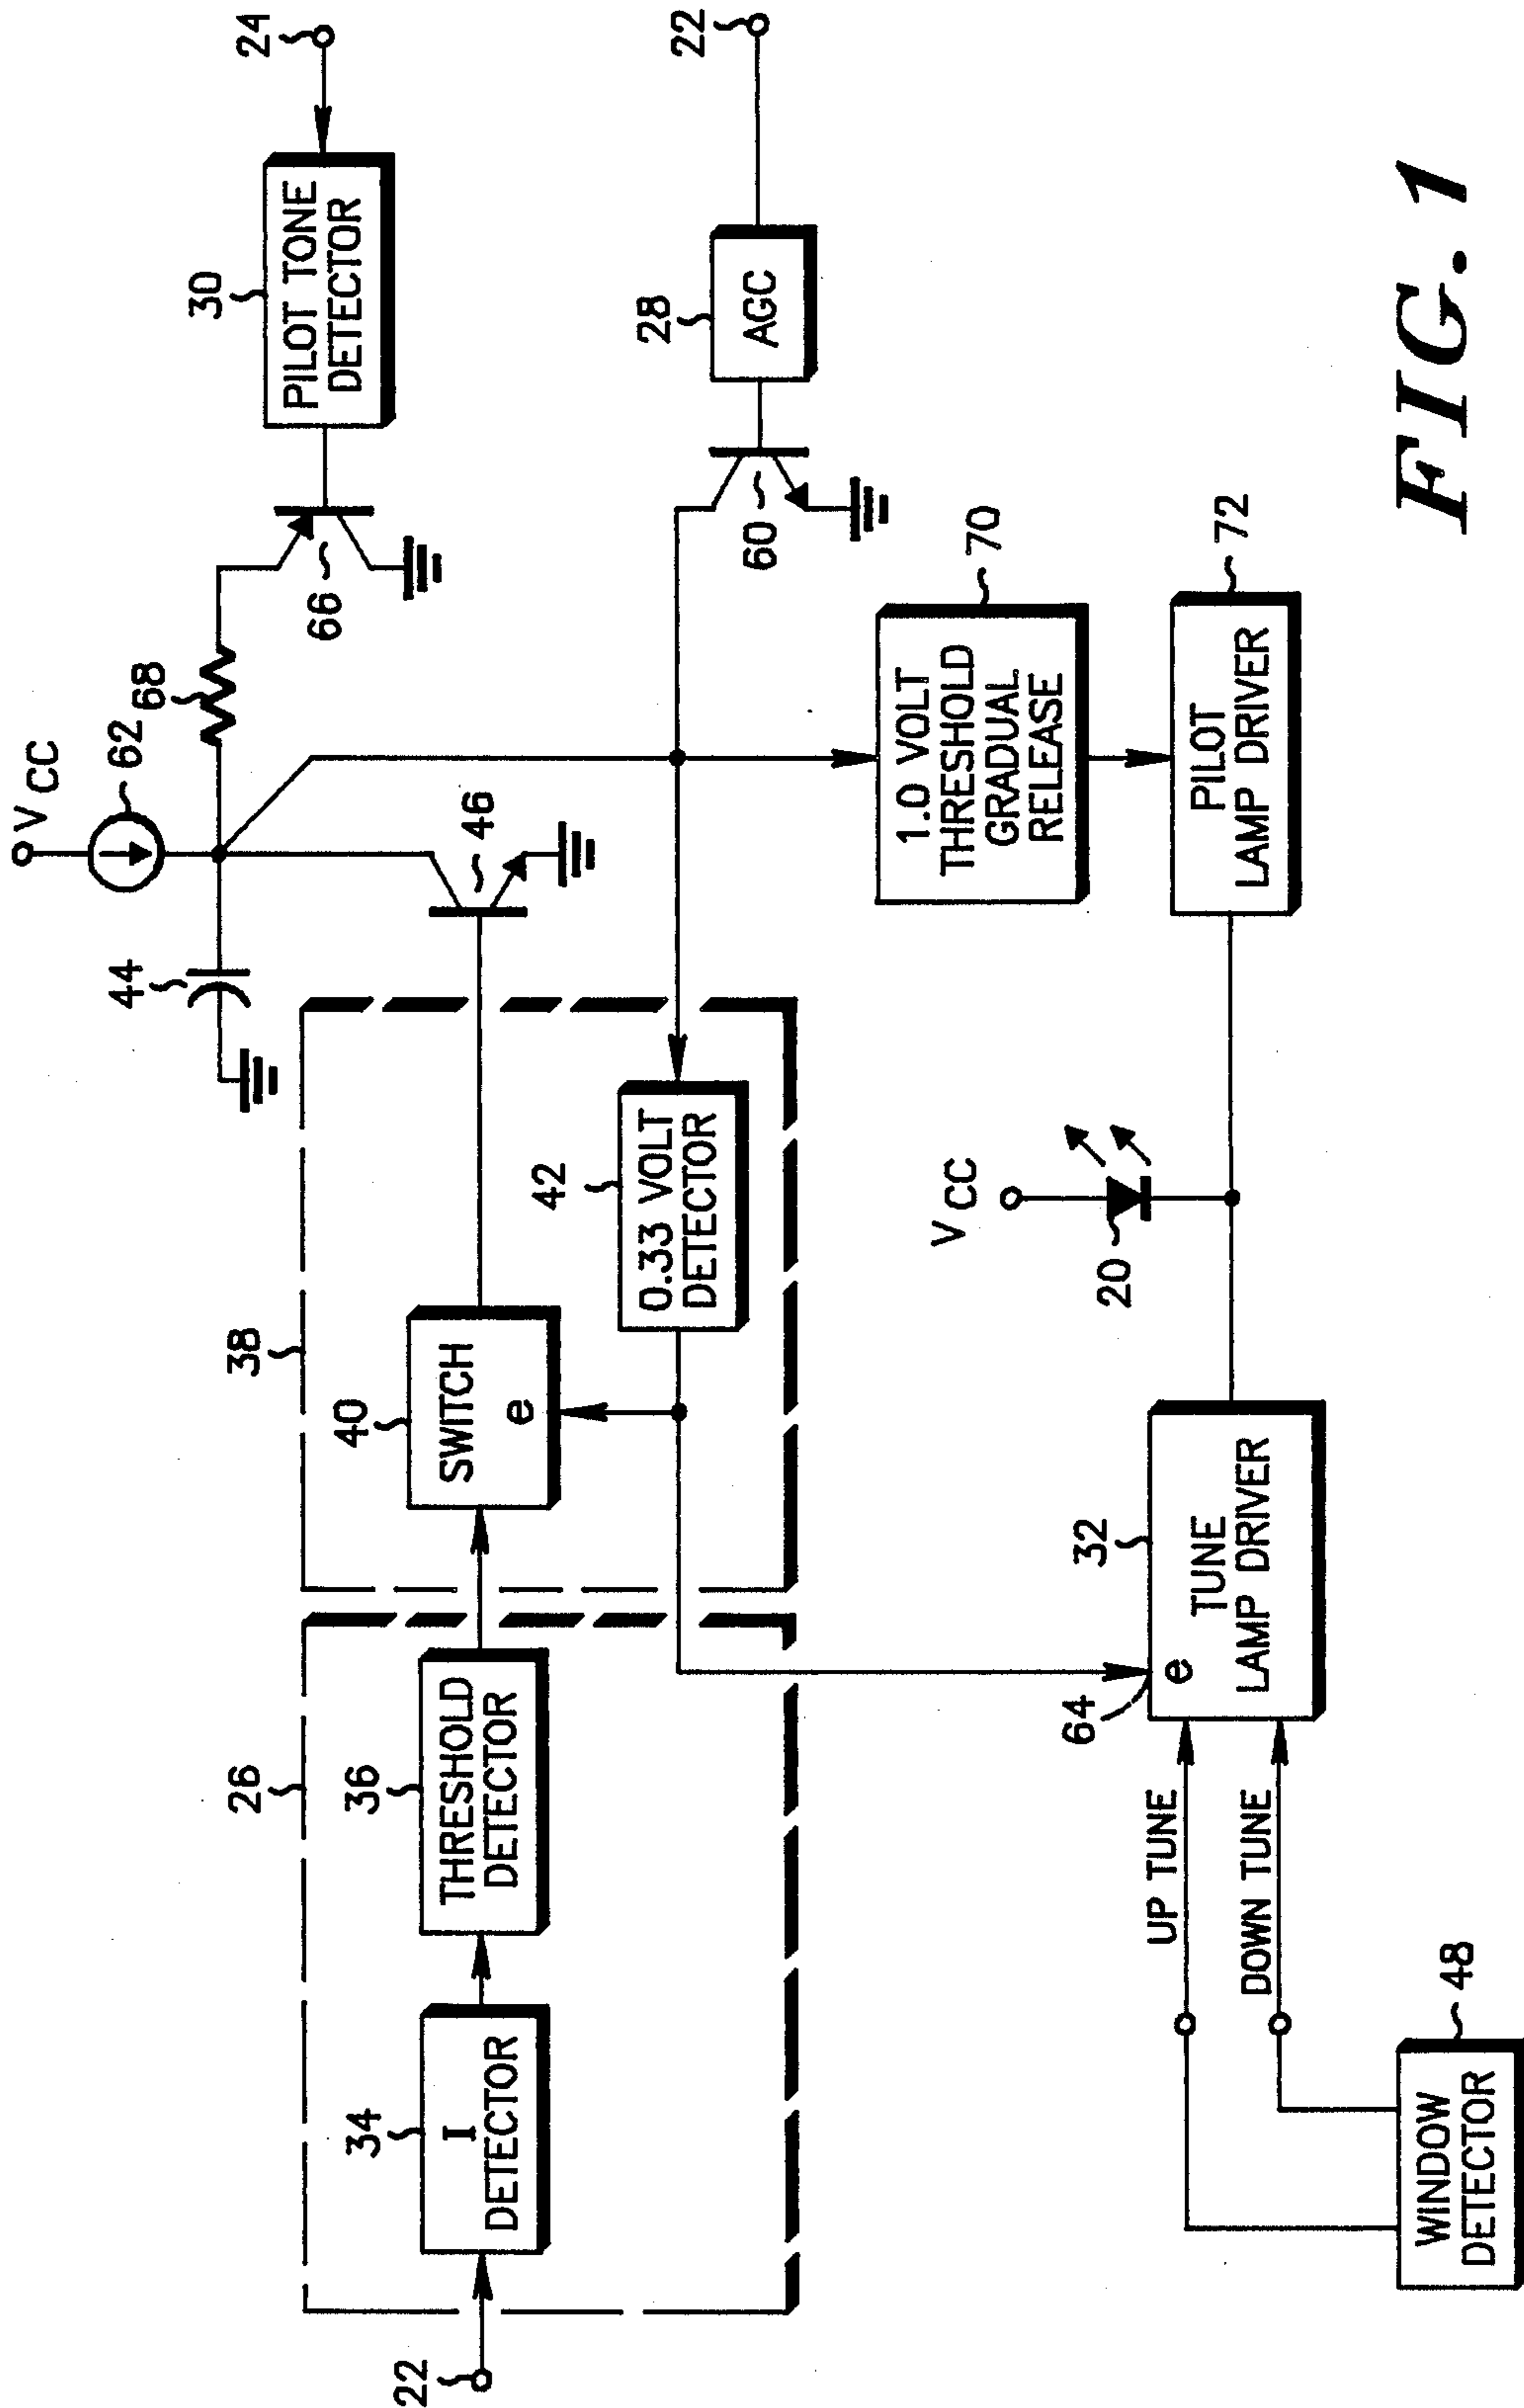 24
30
PILOT TONE
DETECTOR
22
28
AGC
VCC
62
68
66
60
44
46
70
1.0 VOLT
THRESHOLD
GRADUAL
RELEASE
72
PILOT
LAMP DRIVER
38
40
SWITCH
e
42
0.33 VOLT
DETECTOR
VCC
20
26
34
I
DETECTOR
36
THRESHOLD
DETECTOR
22
32
TUNE
LAMP DRIVER
e
64
UP TUNE
DOWN TUNE
48
WINDOW
DETECTOR
FIG. 1